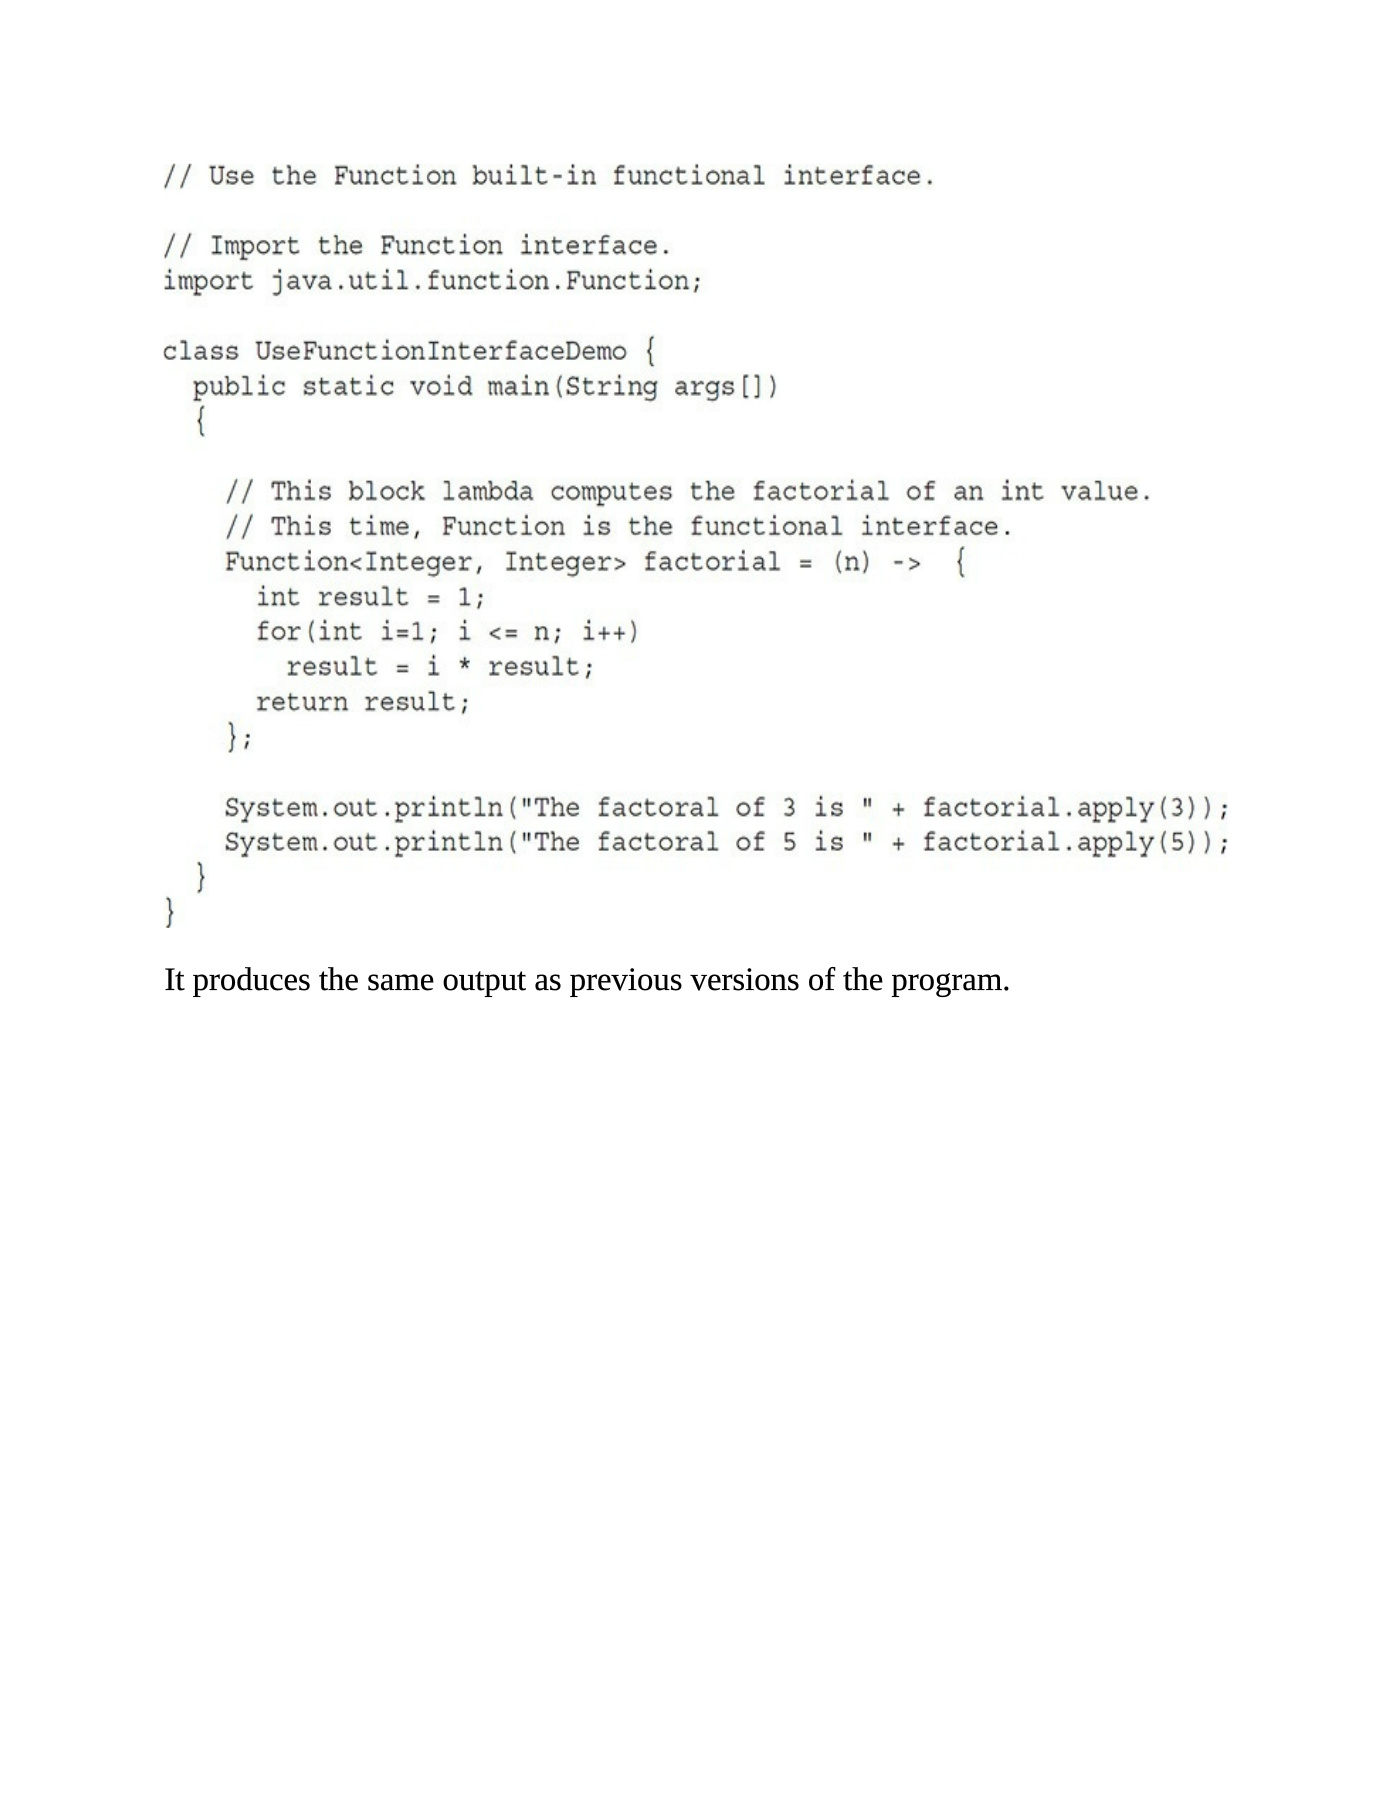 // Use the Function built-in functional interface.

// Import the Function interface.
import java.util.function.Function;

class UseFunctionInterfaceDemo {
  public static void main(String args[])
  {

    // This block lambda computes the factorial of an int value.
    // This time, Function is the functional interface.
    Function<Integer, Integer> factorial = (n) ->  {
      int result = 1;
      for(int i=1; i <= n; i++)
        result = i * result;
      return result;
    };

    System.out.println("The factoral of 3 is " + factorial.apply(3));
    System.out.println("The factoral of 5 is " + factorial.apply(5));
  }
}
It produces the same output as previous versions of the program.